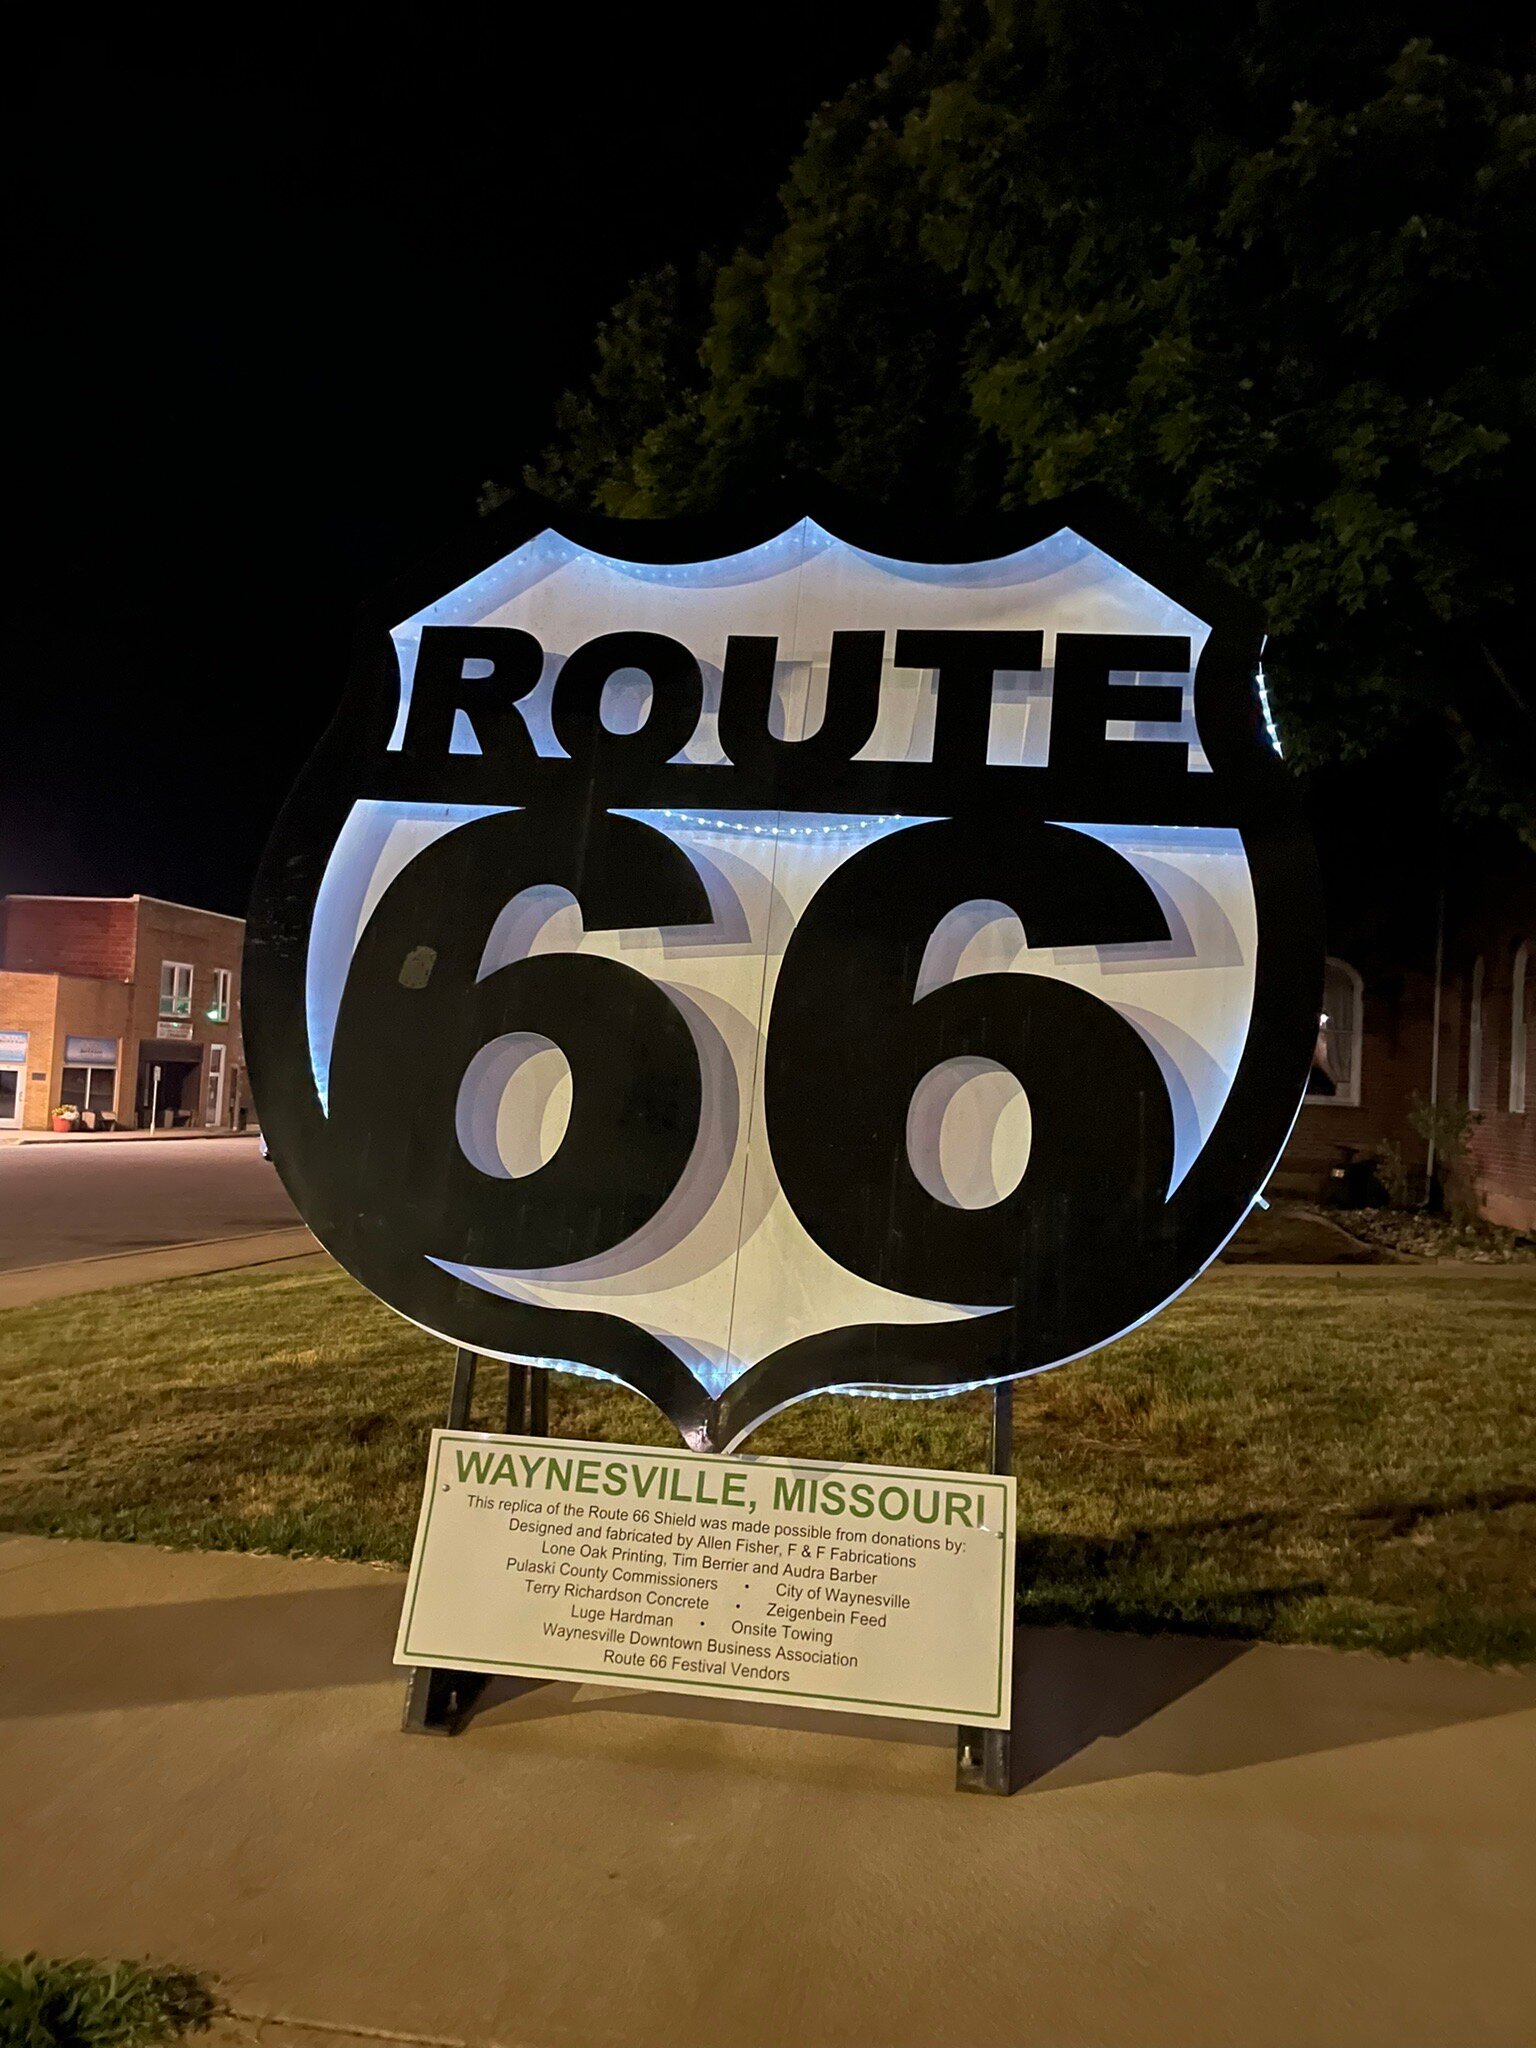 ROUTE
66
WAYNESVILLE, MISSOURI
This replica of the Route 66 Shield was made possible from donations by:
Designed and fabricated by Allen Fisher, F & F Fabrications
Lone Oak Printing, Tim Berrier and Audra Barber
Pulaski County Commissioners • City of Waynesville
Terry Richardson Concrete • Zeigenbein Feed
Luge Hardman • Onsite Towing
Waynesville Downtown Business Association
Route 66 Festival Vendors